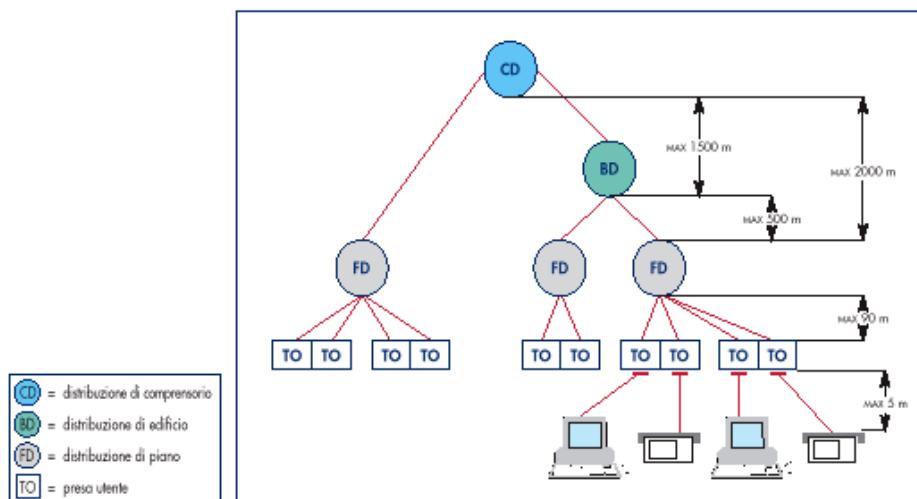 CD
MAX 1500 m
MAX 2000 m
BD
MAX 500 m
FD FD FD
MAX 90 m
TO TO TO TO TO TO TO TO TO TO
MAX 5 m
CD = distribuzione di comprensorio
BD = distribuzione di edificio
FD = distribuzione di piano
TO = presa utente